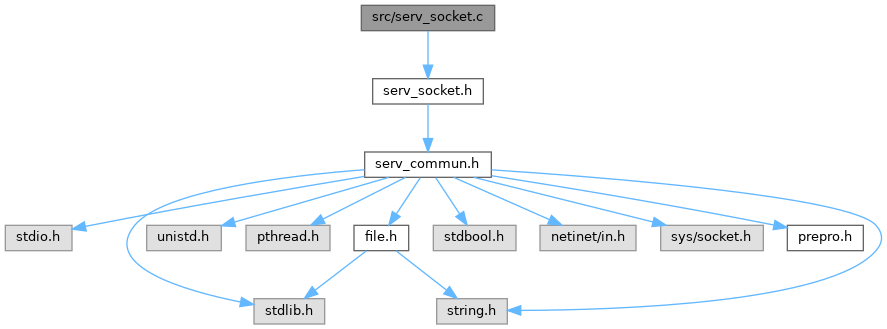 src/serv_socket.c
serv_socket.h
serv_commun.h
stdio.h
unistd.h
pthread.h
file.h
stdbool.h
netinet/in.h
sys/socket.h
prepro.h
stdlib.h
string.h